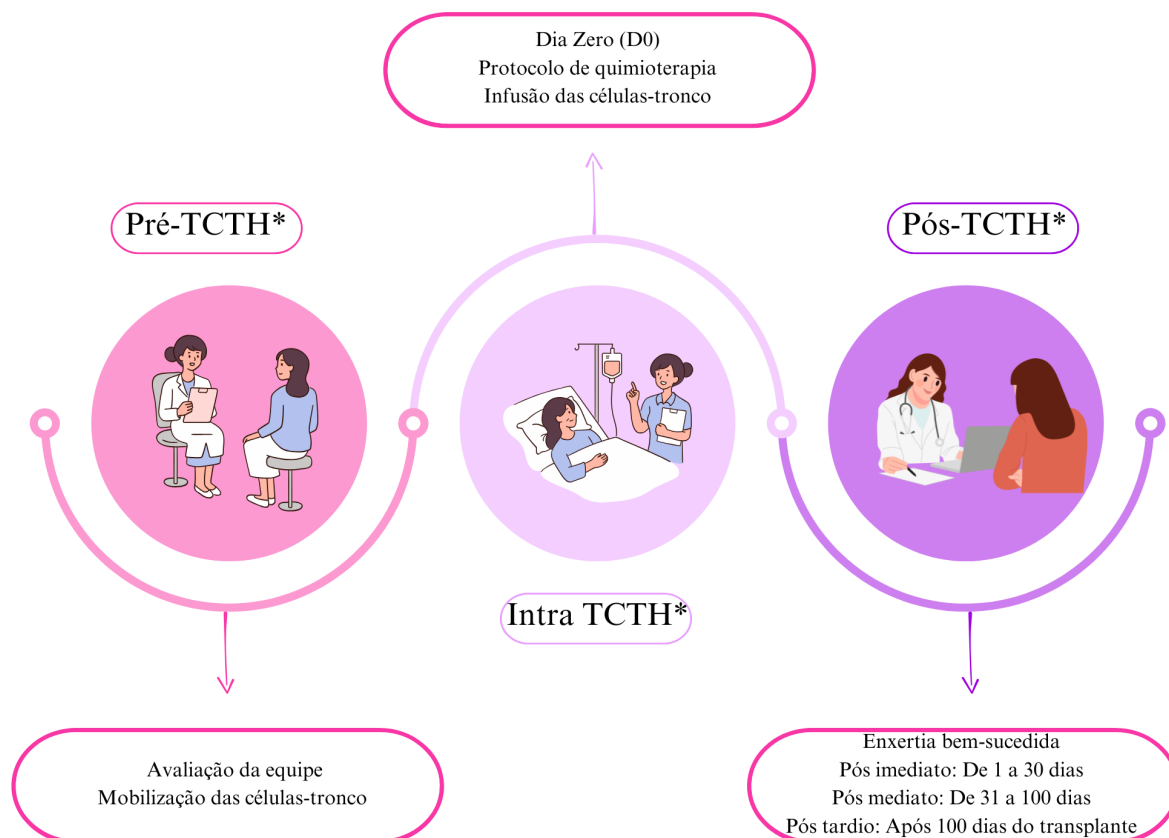 Dia Zero (D0)
Protocolo de quimioterapia
Infusão das células-tronco
Pré-TCTH*
Pós-TCTH*
Intra TCTH*
Avaliação da equipe
Mobilização das células-tronco
Enxertia bem-sucedida
Pós imediato: De 1 a 30 dias
Pós mediato: De 31 a 100 dias
Pós tardio: Após 100 dias do transplante